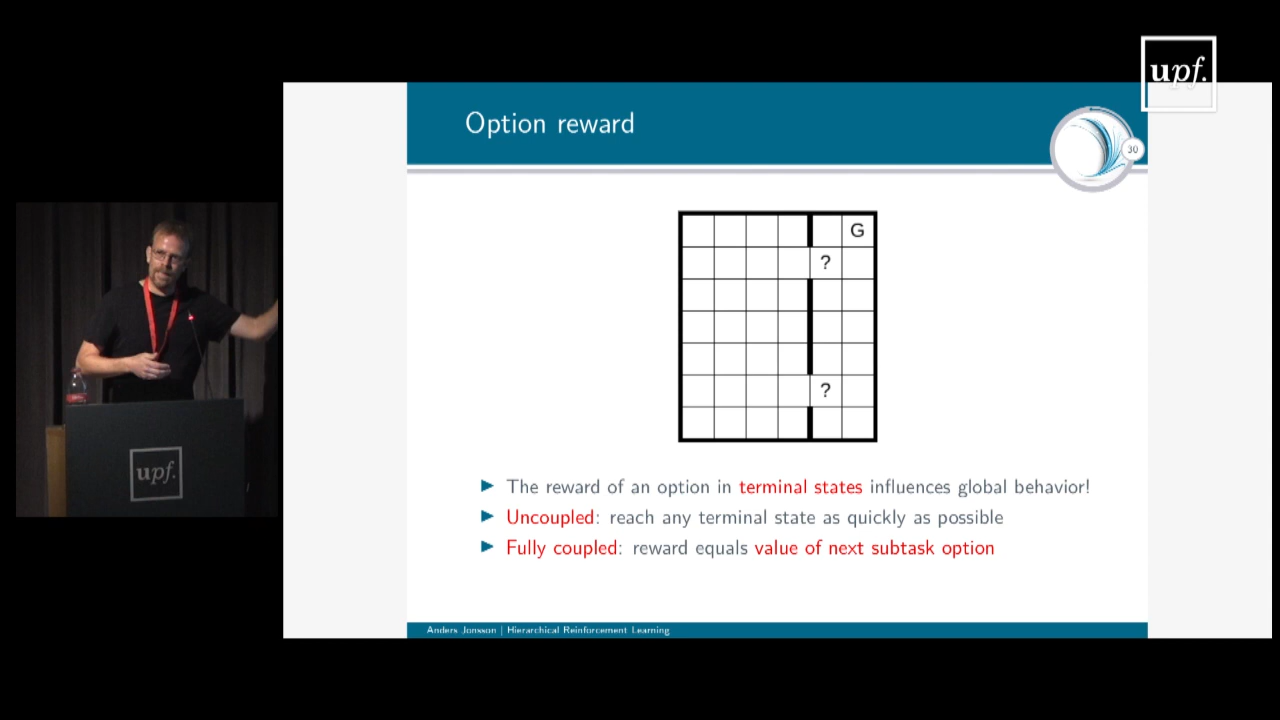 upf.
Option reward
30
G
?
?
The reward of an option in terminal states influences global behavior!
Uncoupled: reach any terminal state as quickly as possible
Fully coupled: reward equals value of next subtask option
Anders Jonsson | Hierarchical Reinforcement Learning
upf.